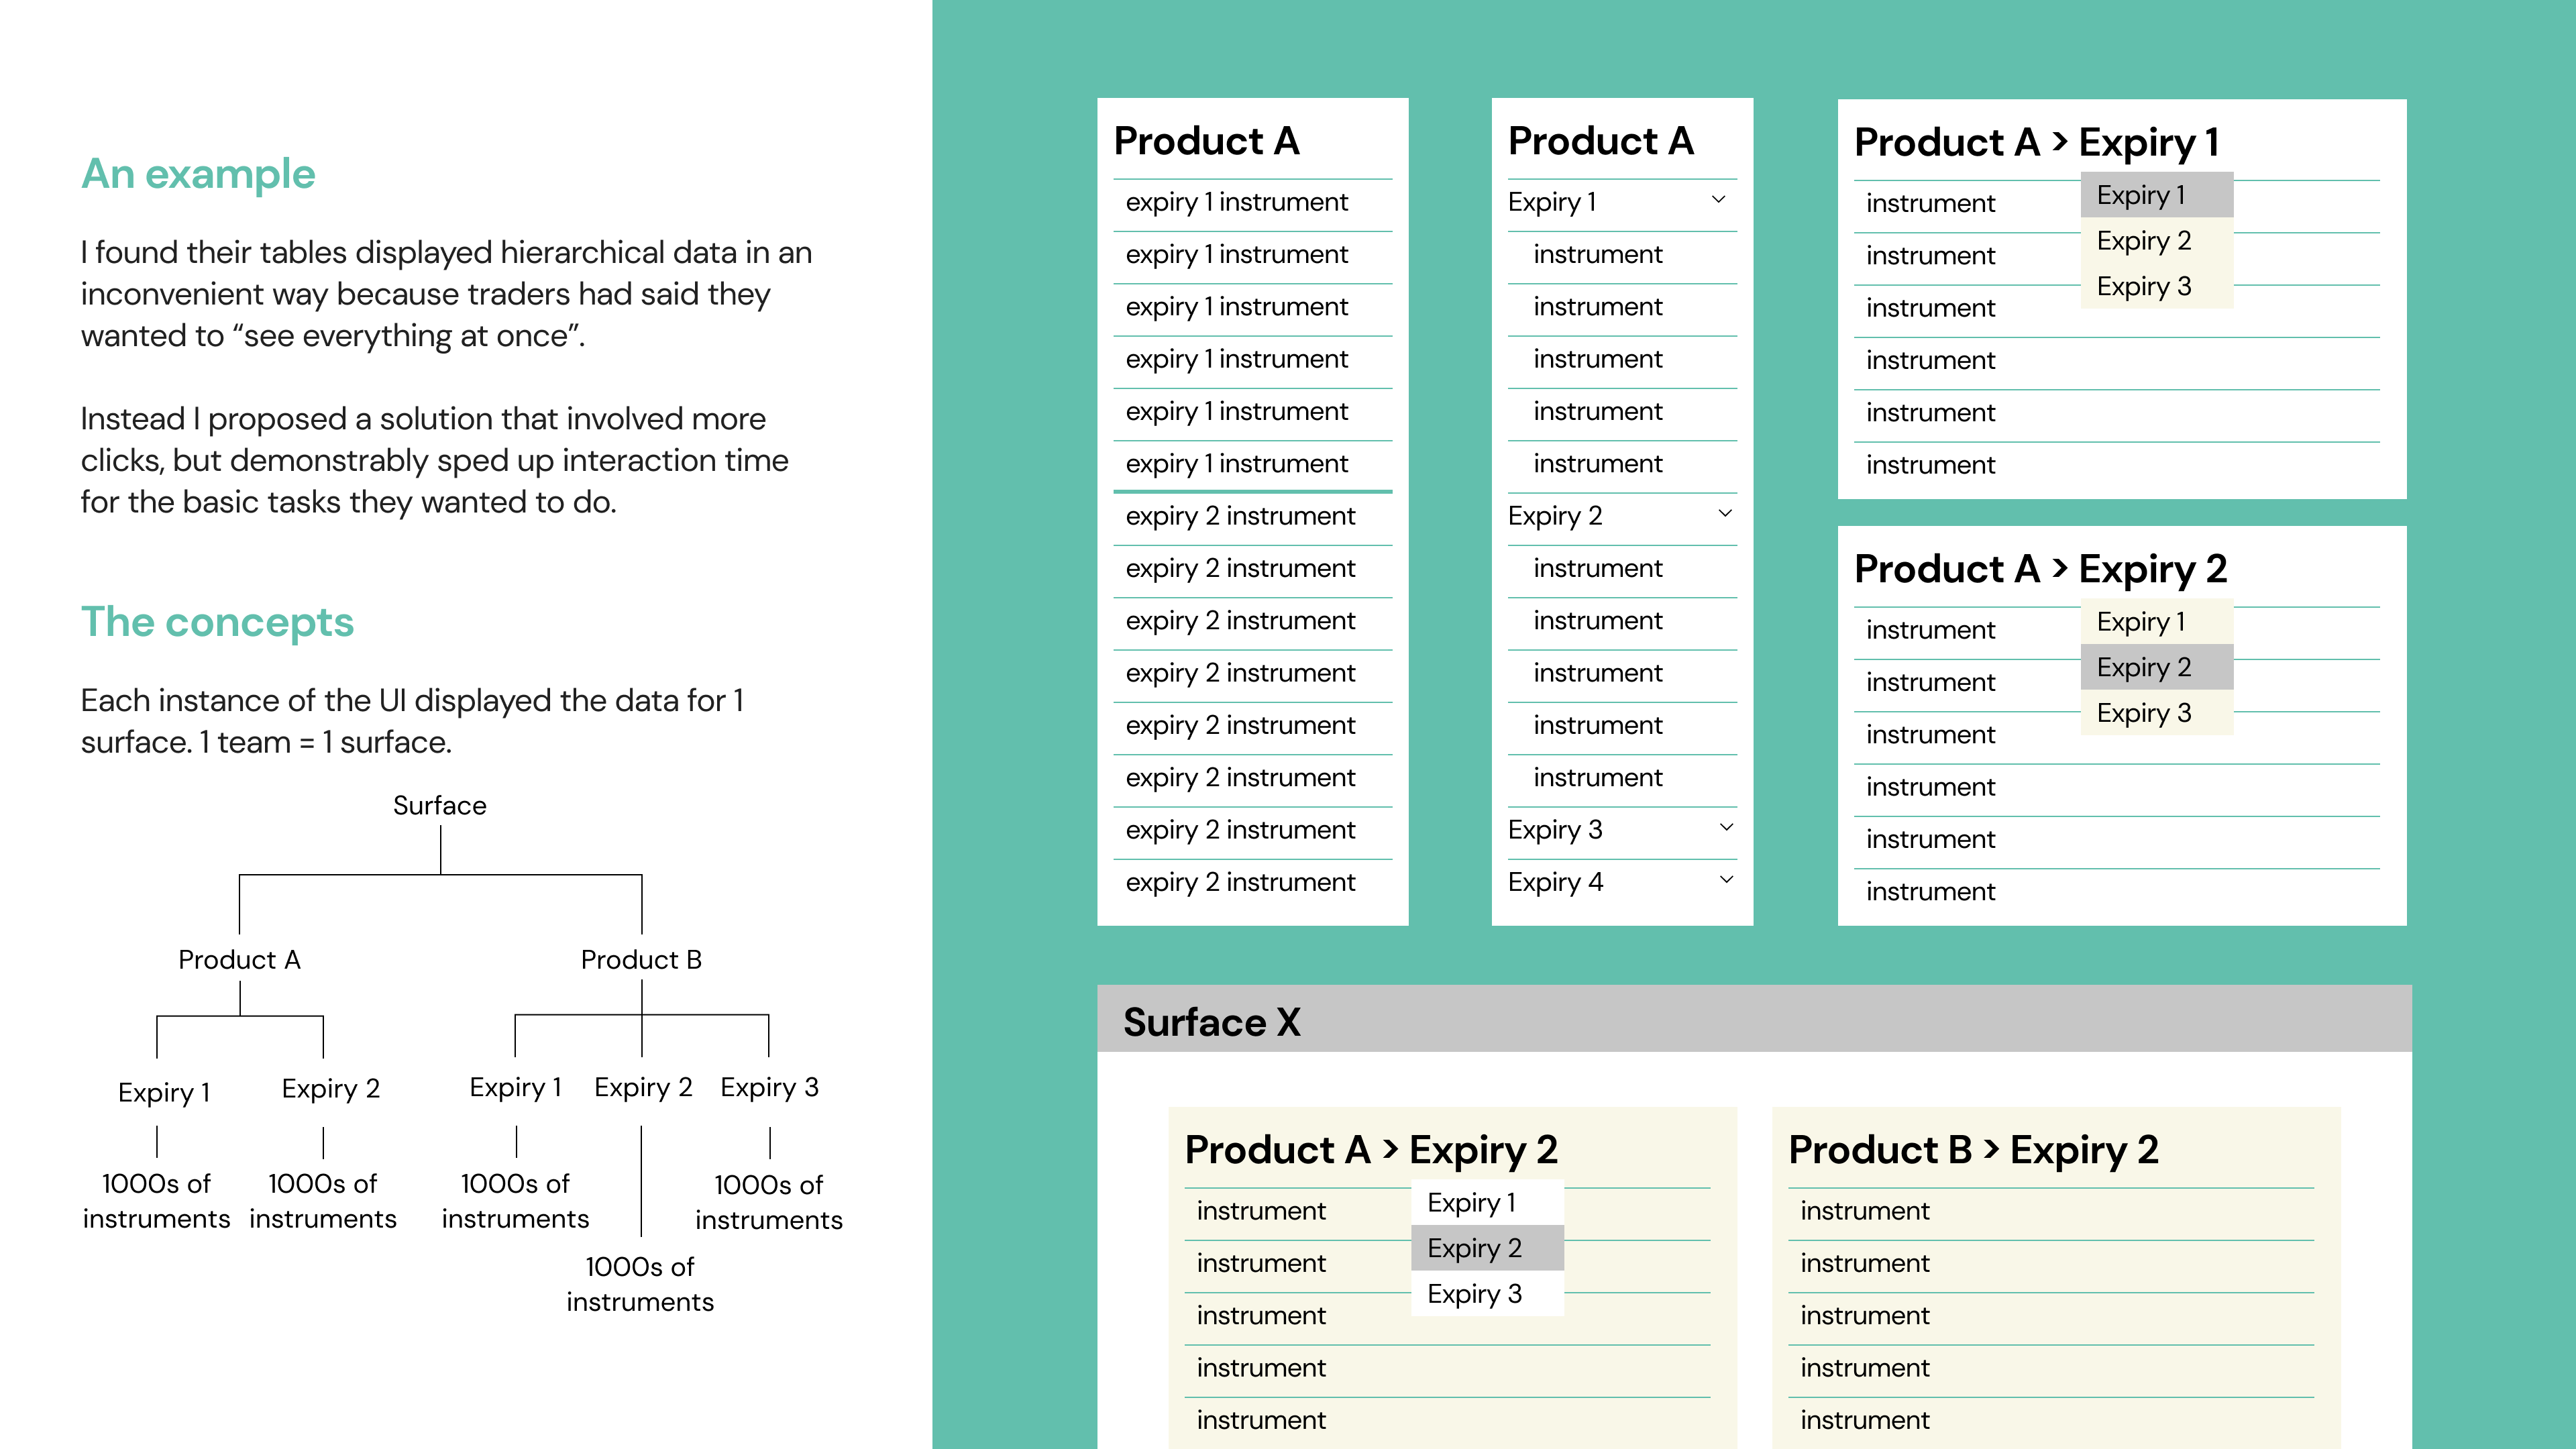 An example
I found their tables displayed hierarchical data in an
inconvenient way because traders had said they
wanted to “see everything at once”.
Instead I proposed a solution that involved more
clicks, but demonstrably sped up interaction time
for the basic tasks they wanted to do.
The concepts
Each instance of the UI displayed the data for 1
surface. 1 team = 1 surface.
Surface
Product A
Product B
Expiry 1
Expiry 2
Expiry 1
Expiry 2
Expiry 3
1000s of
instruments
1000s of
instruments
1000s of
instruments
1000s of
instruments
1000s of
instruments
Product A
expiry 1 instrument
expiry 1 instrument
expiry 1 instrument
expiry 1 instrument
expiry 1 instrument
expiry 1 instrument
expiry 2 instrument
expiry 2 instrument
expiry 2 instrument
expiry 2 instrument
expiry 2 instrument
expiry 2 instrument
expiry 2 instrument
expiry 2 instrument
Product A
Expiry 1
instrument
instrument
instrument
instrument
instrument
Expiry 2
instrument
instrument
instrument
instrument
instrument
Expiry 3
Expiry 4
Product A > Expiry 1
instrument
instrument
instrument
instrument
instrument
instrument
Expiry 1
Expiry 2
Expiry 3
Product A > Expiry 2
instrument
instrument
instrument
instrument
instrument
instrument
Expiry 1
Expiry 2
Expiry 3
Surface X
Product A > Expiry 2
instrument
instrument
instrument
instrument
instrument
Expiry 1
Expiry 2
Expiry 3
Product B > Expiry 2
instrument
instrument
instrument
instrument
instrument